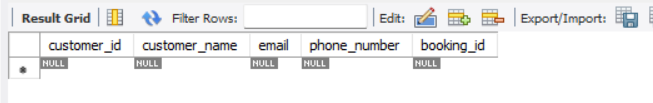 Result Grid Filter Rows: Edit: Export/Import:
customer_id customer_name email phone_number booking_id
NULL NULL NULL NULL NULL